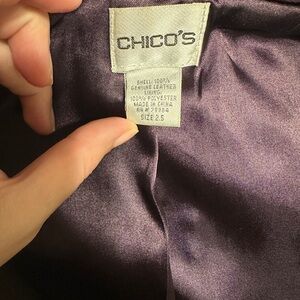 CHICO'S
SHELL: 100%
GENUINE LEATHER
LINING:
100% POLYESTER
MADE IN CHINA
SIZE 2.5